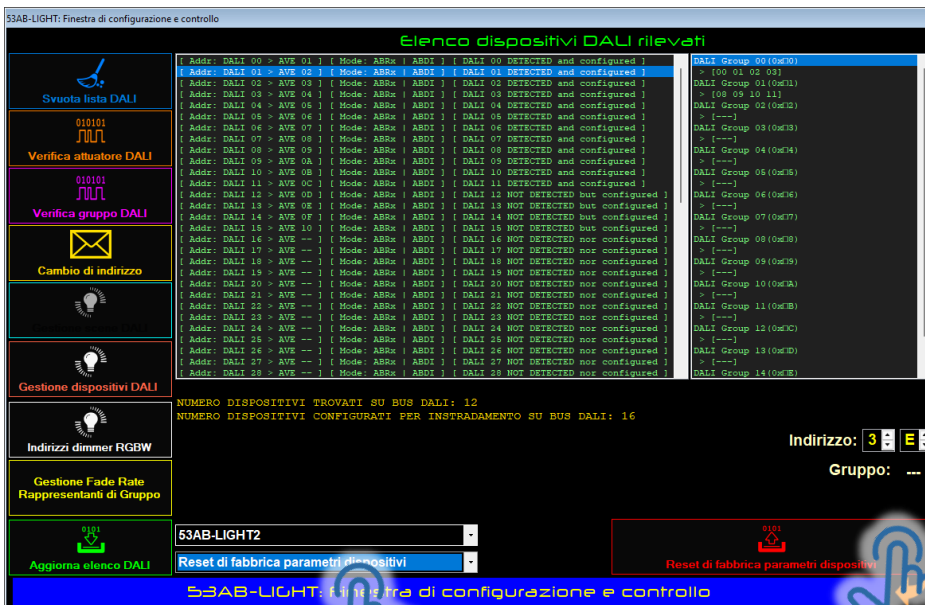 53AB-LIGHT: Finestra di configurazione e controllo
Elenco dispositivi DALI rilevati
Svuota lista DALI
010101
Verifica attuatore DALI
010101
Verifica gruppo DALI
Cambio di indirizzo
Gestione dispositivi DALI
Indirizzi dimmer RGBW
Gestione Fade Rate
Rappresentanti di Gruppo
0101
Aggiorna elenco DALI
[ Addr: DALI 00 > AVE 01 ] [ Mode: ABRx | ABDI ] [ DALI 00 DETECTED and configured ]
[ Addr: DALI 01 > AVE 02 ] [ Mode: ABRx | ABDI ] [ DALI 01 DETECTED and configured ]
[ Addr: DALI 02 > AVE 03 ] [ Mode: ABRx | ABDI ] [ DALI 02 DETECTED and configured ]
[ Addr: DALI 03 > AVE 04 ] [ Mode: ABRx | ABDI ] [ DALI 03 DETECTED and configured ]
[ Addr: DALI 04 > AVE 05 ] [ Mode: ABRx | ABDI ] [ DALI 04 DETECTED and configured ]
[ Addr: DALI 05 > AVE 06 ] [ Mode: ABRx | ABDI ] [ DALI 05 DETECTED and configured ]
[ Addr: DALI 06 > AVE 07 ] [ Mode: ABRx | ABDI ] [ DALI 06 DETECTED and configured ]
[ Addr: DALI 07 > AVE 08 ] [ Mode: ABRx | ABDI ] [ DALI 07 DETECTED and configured ]
[ Addr: DALI 08 > AVE 09 ] [ Mode: ABRx | ABDI ] [ DALI 08 DETECTED and configured ]
[ Addr: DALI 09 > AVE 0A ] [ Mode: ABRx | ABDI ] [ DALI 09 DETECTED and configured ]
[ Addr: DALI 10 > AVE 0B ] [ Mode: ABRx | ABDI ] [ DALI 10 DETECTED and configured ]
[ Addr: DALI 11 > AVE 0C ] [ Mode: ABRx | ABDI ] [ DALI 11 DETECTED and configured ]
[ Addr: DALI 12 > AVE 0D ] [ Mode: ABRx | ABDI ] [ DALI 12 NOT DETECTED but configured ]
[ Addr: DALI 13 > AVE 0E ] [ Mode: ABRx | ABDI ] [ DALI 13 NOT DETECTED but configured ]
[ Addr: DALI 14 > AVE 0F ] [ Mode: ABRx | ABDI ] [ DALI 14 NOT DETECTED but configured ]
[ Addr: DALI 15 > AVE 10 ] [ Mode: ABRx | ABDI ] [ DALI 15 NOT DETECTED but configured ]
[ Addr: DALI 16 > AVE -- ] [ Mode: ABRx | ABDI ] [ DALI 16 NOT DETECTED nor configured ]
[ Addr: DALI 17 > AVE -- ] [ Mode: ABRx | ABDI ] [ DALI 17 NOT DETECTED nor configured ]
[ Addr: DALI 18 > AVE -- ] [ Mode: ABRx | ABDI ] [ DALI 18 NOT DETECTED nor configured ]
[ Addr: DALI 19 > AVE -- ] [ Mode: ABRx | ABDI ] [ DALI 19 NOT DETECTED nor configured ]
[ Addr: DALI 20 > AVE -- ] [ Mode: ABRx | ABDI ] [ DALI 20 NOT DETECTED nor configured ]
[ Addr: DALI 21 > AVE -- ] [ Mode: ABRx | ABDI ] [ DALI 21 NOT DETECTED nor configured ]
[ Addr: DALI 22 > AVE -- ] [ Mode: ABRx | ABDI ] [ DALI 22 NOT DETECTED nor configured ]
[ Addr: DALI 23 > AVE -- ] [ Mode: ABRx | ABDI ] [ DALI 23 NOT DETECTED nor configured ]
[ Addr: DALI 24 > AVE -- ] [ Mode: ABRx | ABDI ] [ DALI 24 NOT DETECTED nor configured ]
[ Addr: DALI 25 > AVE -- ] [ Mode: ABRx | ABDI ] [ DALI 25 NOT DETECTED nor configured ]
[ Addr: DALI 26 > AVE -- ] [ Mode: ABRx | ABDI ] [ DALI 26 NOT DETECTED nor configured ]
[ Addr: DALI 27 > AVE -- ] [ Mode: ABRx | ABDI ] [ DALI 27 NOT DETECTED nor configured ]
[ Addr: DALI 28 > AVE -- ] [ Mode: ABRx | ABDI ] [ DALI 28 NOT DETECTED nor configured ]
DALI Group 00(0x□0)
> [00 01 02 03]
DALI Group 01(0x□1)
> [08 09 10 11]
DALI Group 02(0x□2)
> [---]
DALI Group 03(0x□3)
> [---]
DALI Group 04(0x□4)
> [---]
DALI Group 05(0x□5)
> [---]
DALI Group 06(0x□6)
> [---]
DALI Group 07(0x□7)
> [---]
DALI Group 08(0x□8)
> [---]
DALI Group 09(0x□9)
> [---]
DALI Group 10(0x□A)
> [---]
DALI Group 11(0x□B)
> [---]
DALI Group 12(0x□C)
> [---]
DALI Group 13(0x□D)
> [---]
DALI Group 14(0x□E)
NUMERO DISPOSITIVI TROVATI SU BUS DALI: 12
NUMERO DISPOSITIVI CONFIGURATI PER INSTRADAMENTO SU BUS DALI: 16
Indirizzo: 3 E
Gruppo: ---
53AB-LIGHT2
Reset di fabbrica parametri dispositivi
0101
Reset di fabbrica parametri dispositivi
53AB-LIGHT: Finestra di configurazione e controllo